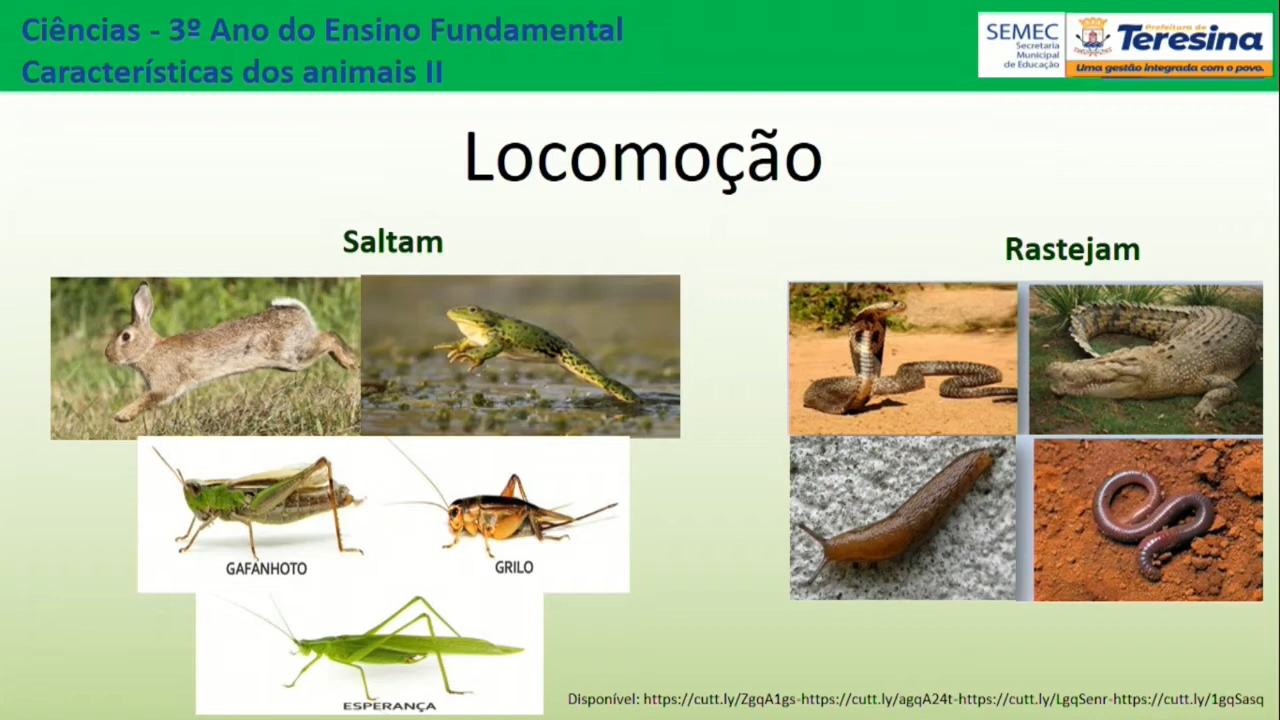 Ciências - 3º Ano do Ensino Fundamental
Características dos animais II
SEMEC
Secretaria
Municipal
de Educação
Prefeitura de
Teresina
Uma gestão integrada com o povo.
Locomoção
Saltam
Rastejam
GAFANHOTO
GRILO
ESPERANÇA
Disponível: https://cutt.ly/ZgqA1gs-https://cutt.ly/agqA24t-https://cutt.ly/LgqSenr-https://cutt.ly/1gqSasq